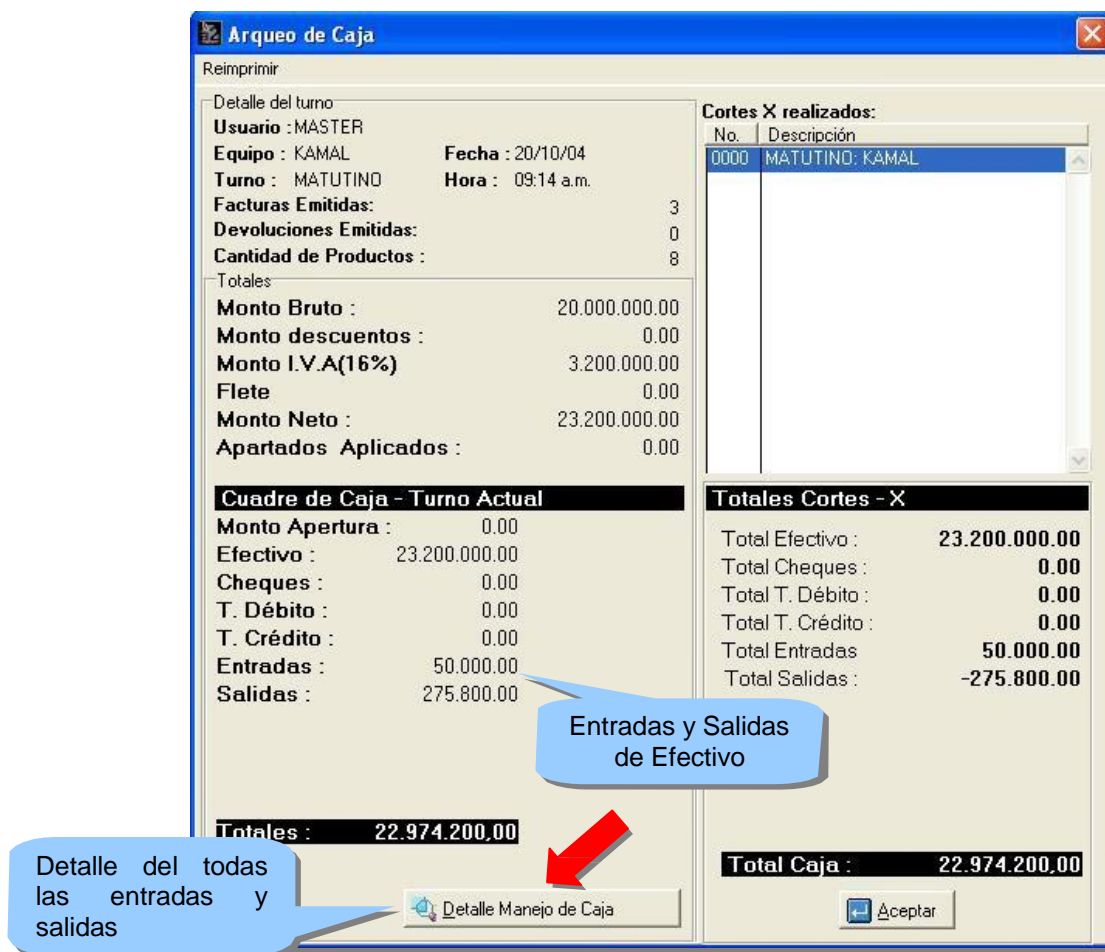 Arqueo de Caja
Reimprimir
Detalle del turno
Usuario : MASTER
Equipo : KAMAL Fecha : 20/10/04
Turno : MATUTINO Hora : 09:14 a.m.
Facturas Emitidas: 3
Devoluciones Emitidas: 0
Cantidad de Productos : 8
Totales
Monto Bruto : 20.000.000.00
Monto descuentos : 0.00
Monto I.V.A(16%) 3.200.000.00
Flete 0.00
Monto Neto : 23.200.000.00
Apartados Aplicados : 0.00
Cuadre de Caja - Turno Actual
Monto Apertura : 0.00
Efectivo : 23.200.000.00
Cheques : 0.00
T. Débito : 0.00
T. Crédito : 0.00
Entradas : 50.000.00
Salidas : 275.800.00
Totales : 22.974.200,00
Detalle Manejo de Caja
Cortes X realizados:
No. Descripción
0000 MATUTINO: KAMAL
Totales Cortes - X
Total Efectivo : 23.200.000.00
Total Cheques : 0.00
Total T. Débito : 0.00
Total T. Crédito : 0.00
Total Entradas 50.000.00
Total Salidas : -275.800.00
Total Caja : 22.974.200,00
Aceptar
Entradas y Salidas
de Efectivo
Detalle del todas
las entradas y
salidas